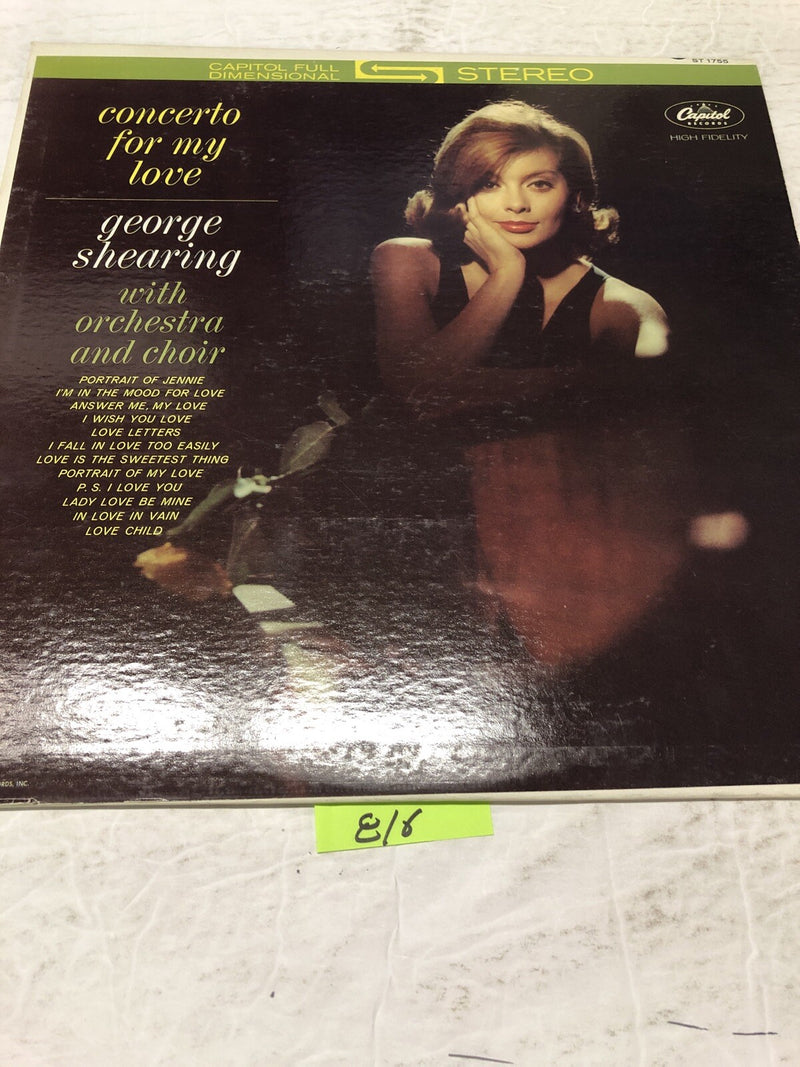 CAPITOL FULL
DIMENSIONAL
STEREO
ST 1755
Capitol
RECORDS
HIGH FIDELITY
concerto
for my
love
george
shearing
with
orchestra
and choir
PORTRAIT OF JENNIE
I'M IN THE MOOD FOR LOVE
ANSWER ME, MY LOVE
I WISH YOU LOVE
LOVE LETTERS
I FALL IN LOVE TOO EASILY
LOVE IS THE SWEETEST THING
PORTRAIT OF MY LOVE
P. S. I LOVE YOU
LADY LOVE BE MINE
IN LOVE IN VAIN
LOVE CHILD
INC.